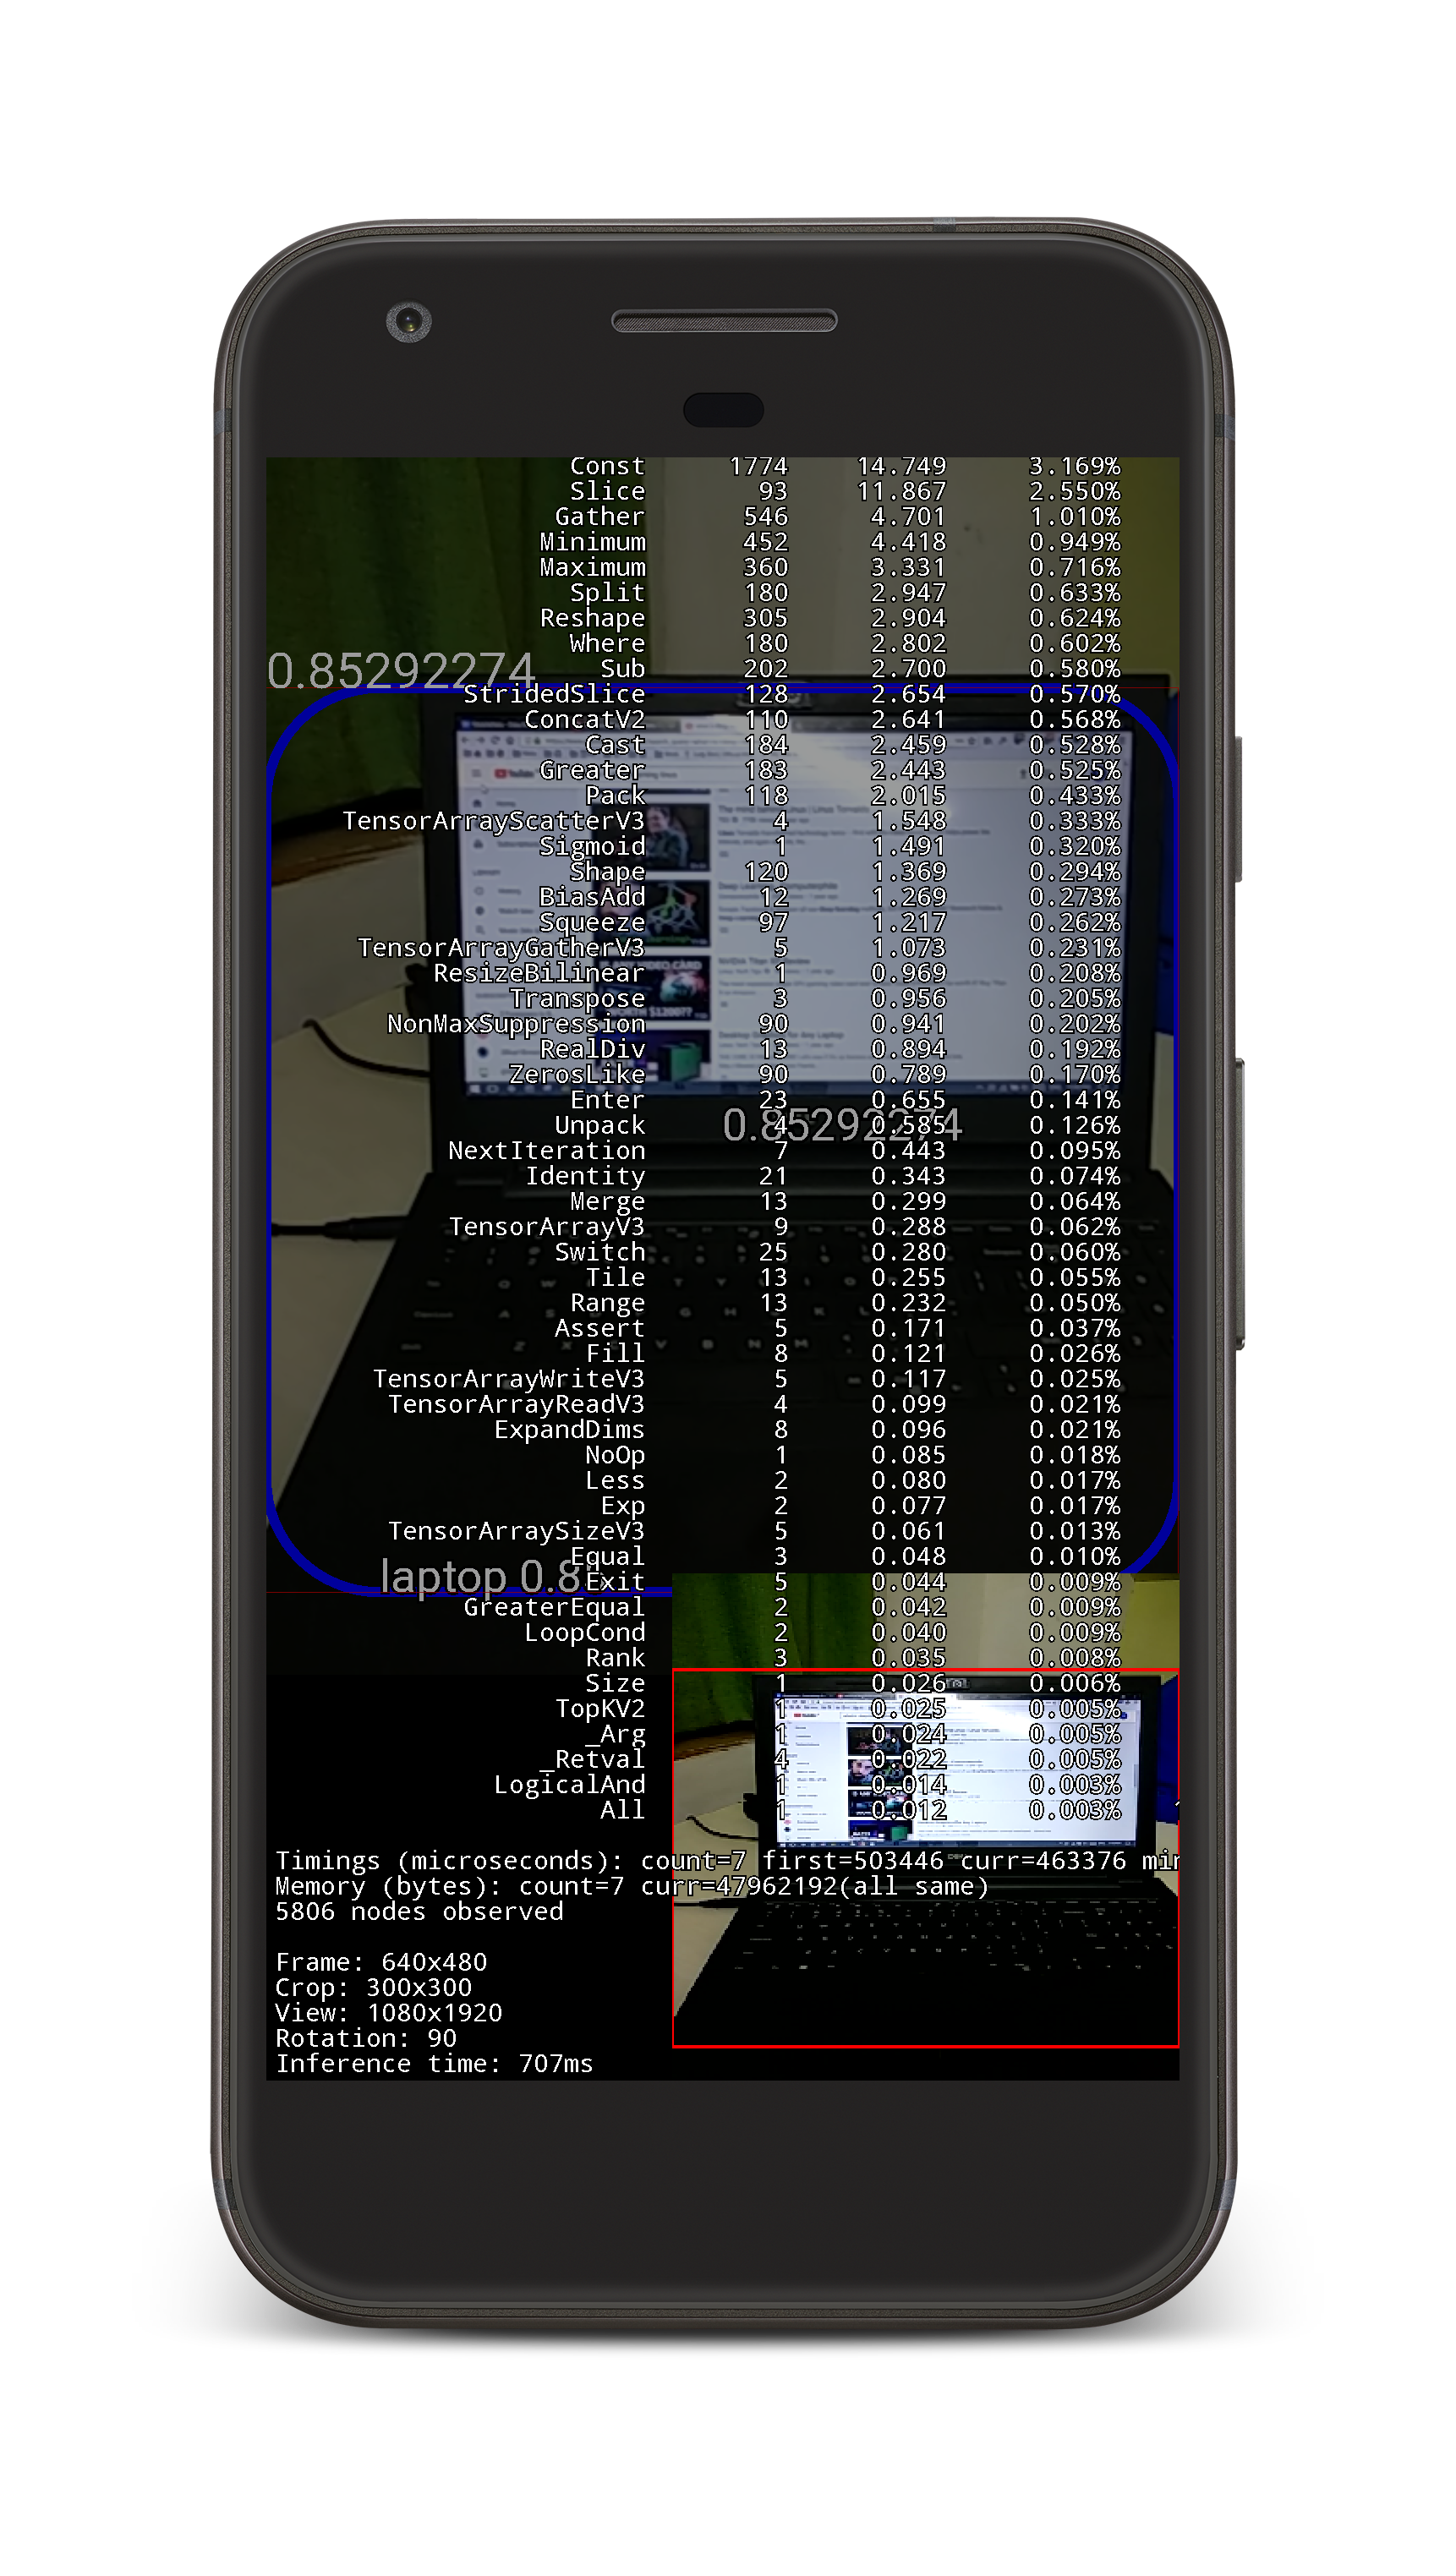 Const 1774 14.749 3.169%
Slice 93 11.867 2.550%
Gather 546 4.701 1.010%
Minimum 452 4.418 0.949%
Maximum 360 3.331 0.716%
Split 180 2.947 0.633%
Reshape 305 2.904 0.624%
Where 180 2.802 0.602%
0.85292274
Sub 202 2.700 0.580%
StridedSlice 128 2.654 0.570%
ConcatV2 110 2.641 0.568%
Cast 184 2.459 0.528%
Greater 183 2.443 0.525%
Pack 118 2.015 0.433%
TensorArrayScatterV3 4 1.548 0.333%
Sigmoid 1 1.491 0.320%
Shape 120 1.369 0.294%
BiasAdd 12 1.269 0.273%
Squeeze 97 1.217 0.262%
TensorArrayGatherV3 5 1.073 0.231%
ResizeBilinear 1 0.969 0.208%
Transpose 3 0.956 0.205%
NonMaxSuppression 90 0.941 0.202%
RealDiv 13 0.894 0.192%
ZerosLike 90 0.789 0.170%
Enter 23 0.655 0.141%
0.85292274
Unpack 4 0.585 0.126%
NextIteration 7 0.443 0.095%
Identity 21 0.343 0.074%
Merge 13 0.299 0.064%
TensorArrayV3 9 0.288 0.062%
Switch 25 0.280 0.060%
Tile 13 0.255 0.055%
Range 13 0.232 0.050%
Assert 5 0.171 0.037%
Fill 8 0.121 0.026%
TensorArrayWriteV3 5 0.117 0.025%
TensorArrayReadV3 4 0.099 0.021%
ExpandDims 8 0.096 0.021%
NoOp 1 0.085 0.018%
Less 2 0.080 0.017%
Exp 2 0.077 0.017%
TensorArraySizeV3 5 0.061 0.013%
Equal 3 0.048 0.010%
laptop 0.8
Exit 5 0.044 0.009%
GreaterEqual 2 0.042 0.009%
LoopCond 2 0.040 0.009%
Rank 3 0.035 0.008%
Size 1 0.026 0.006%
TopKV2 1 0.025 0.005%
_Arg 1 0.024 0.005%
_Retval 4 0.022 0.005%
LogicalAnd 1 0.014 0.003%
All 1 0.012 0.003%
Timings (microseconds): count=7 first=503446 curr=463376
Memory (bytes): count=7 curr=47962192(all same)
5806 nodes observed
Frame: 640x480
Crop: 300x300
View: 1080x1920
Rotation: 90
Inference time: 707ms